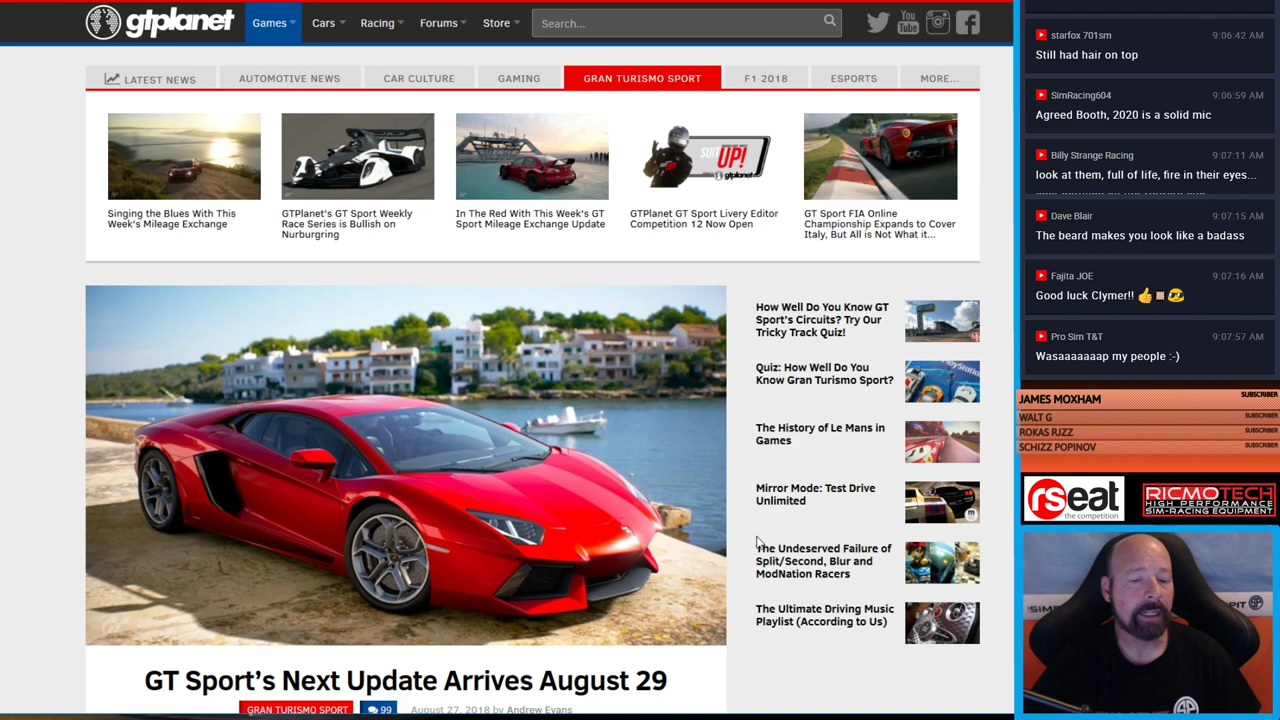 gtplanet
Games
Cars
Racing
Forums
Store
Search...
You
Tube
LATEST NEWS
AUTOMOTIVE NEWS
CAR CULTURE
GAMING
GRAN TURISMO SPORT
F1 2018
ESPORTS
MORE...
SUIT
UP!
gtplanet
Singing the Blues With This
Week's Mileage Exchange
GTPlanet's GT Sport Weekly
Race Series is Bullish on
Nurburgring
In The Red With This Week's GT
Sport Mileage Exchange Update
GTPlanet GT Sport Livery Editor
Competition 12 Now Open
GT Sport FIA Online
Championship Expands to Cover
Italy, But All is Not What it...
How Well Do You Know GT
Sport's Circuits? Try Our
Tricky Track Quiz!
Quiz: How Well Do You
Know Gran Turismo Sport?
The History of Le Mans in
Games
Mirror Mode: Test Drive
Unlimited
The Undeserved Failure of
Split/Second, Blur and
ModNation Racers
The Ultimate Driving Music
Playlist (According to Us)
GT Sport's Next Update Arrives August 29
GRAN TURISMO SPORT
99
August 27, 2018 by Andrew Evans
starfox 701sm 9:06:42 AM
Still had hair on top
SimRacing604 9:06:59 AM
Agreed Booth, 2020 is a solid mic
Billy Strange Racing 9:07:11 AM
look at them, full of life, fire in their eyes...
Dave Blair 9:07:15 AM
The beard makes you look like a badass
Fajita JOE 9:07:16 AM
Good luck Clymer!! 👍
Pro Sim T&T 9:07:57 AM
Wasaaaaaaap my people :-)
JAMES MOXHAM SUBSCRIBER
WALT G SUBSCRIBER
ROKAS RJZZ SUBSCRIBER
SCHIZZ POPINOV SUBSCRIBER
rseat
the competition
RICMOTECH
HIGH PERFORMANCE
SIM-RACING EQUIPMENT